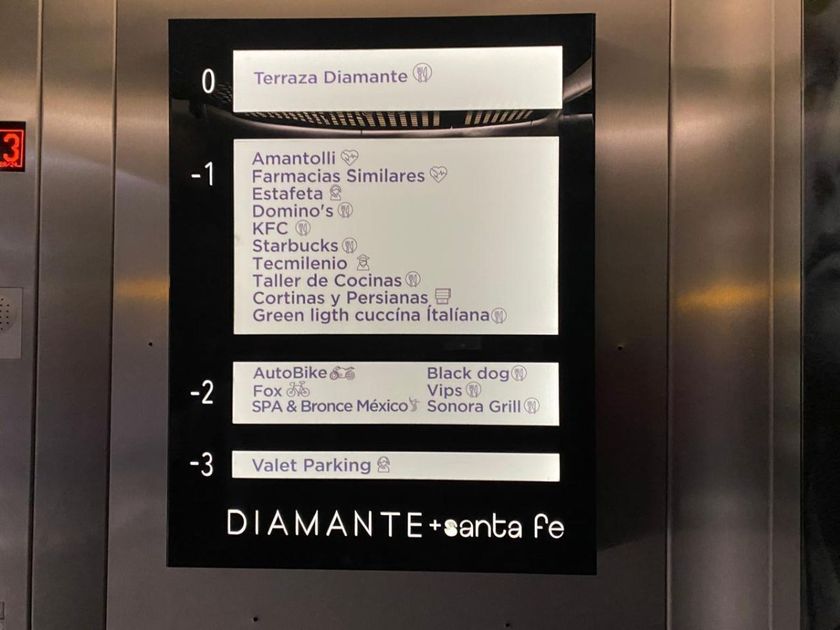 0
Terraza Diamante
-1
Amantolli
Farmacias Similares
Estafeta
Domino's
KFC
Starbucks
Tecmilenio
Taller de Cocinas
Cortinas y Persianas
Green ligth cuccína Ítalíana
-2
AutoBike
Fox
SPA & Bronce México
Black dog
Vips
Sonora Grill
-3
Valet Parking
DIAMANTE+santa fe
3